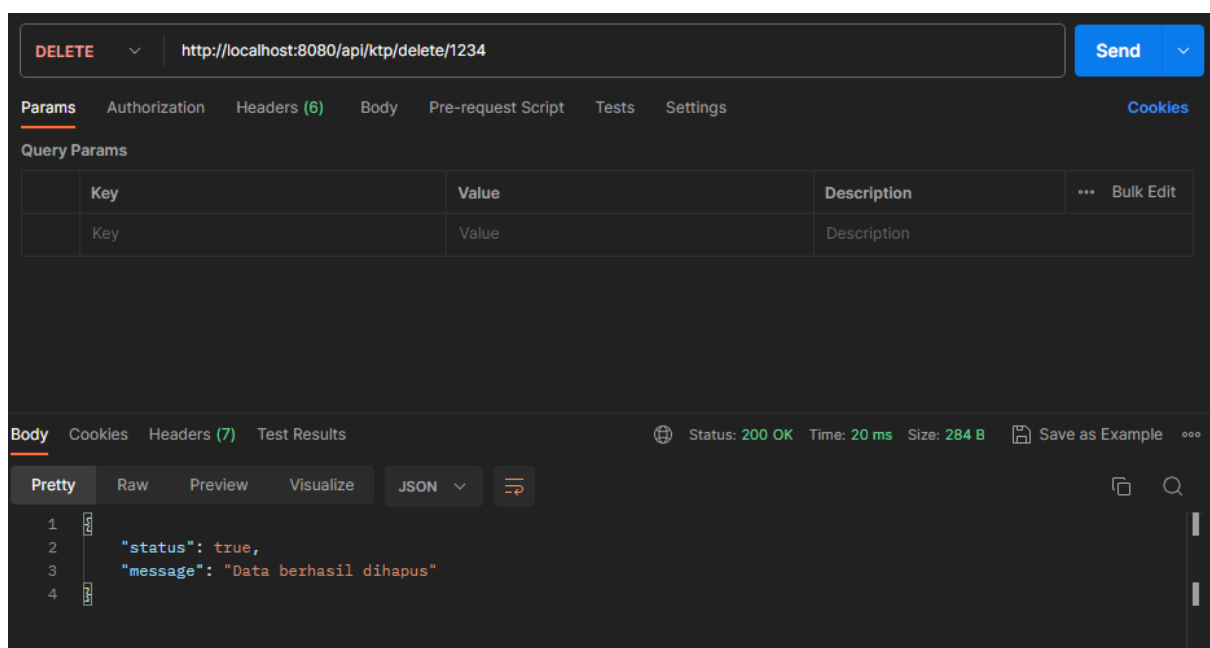 DELETE http://localhost:8080/api/ktp/delete/1234 Send
Params Authorization Headers (6) Body Pre-request Script Tests Settings Cookies
Query Params
Key Value Description ••• Bulk Edit
Key Value Description
Body Cookies Headers (7) Test Results Status: 200 OK Time: 20 ms Size: 284 B Save as Example
Pretty Raw Preview Visualize JSON
1 {
2 "status": true,
3 "message": "Data berhasil dihapus"
4 }